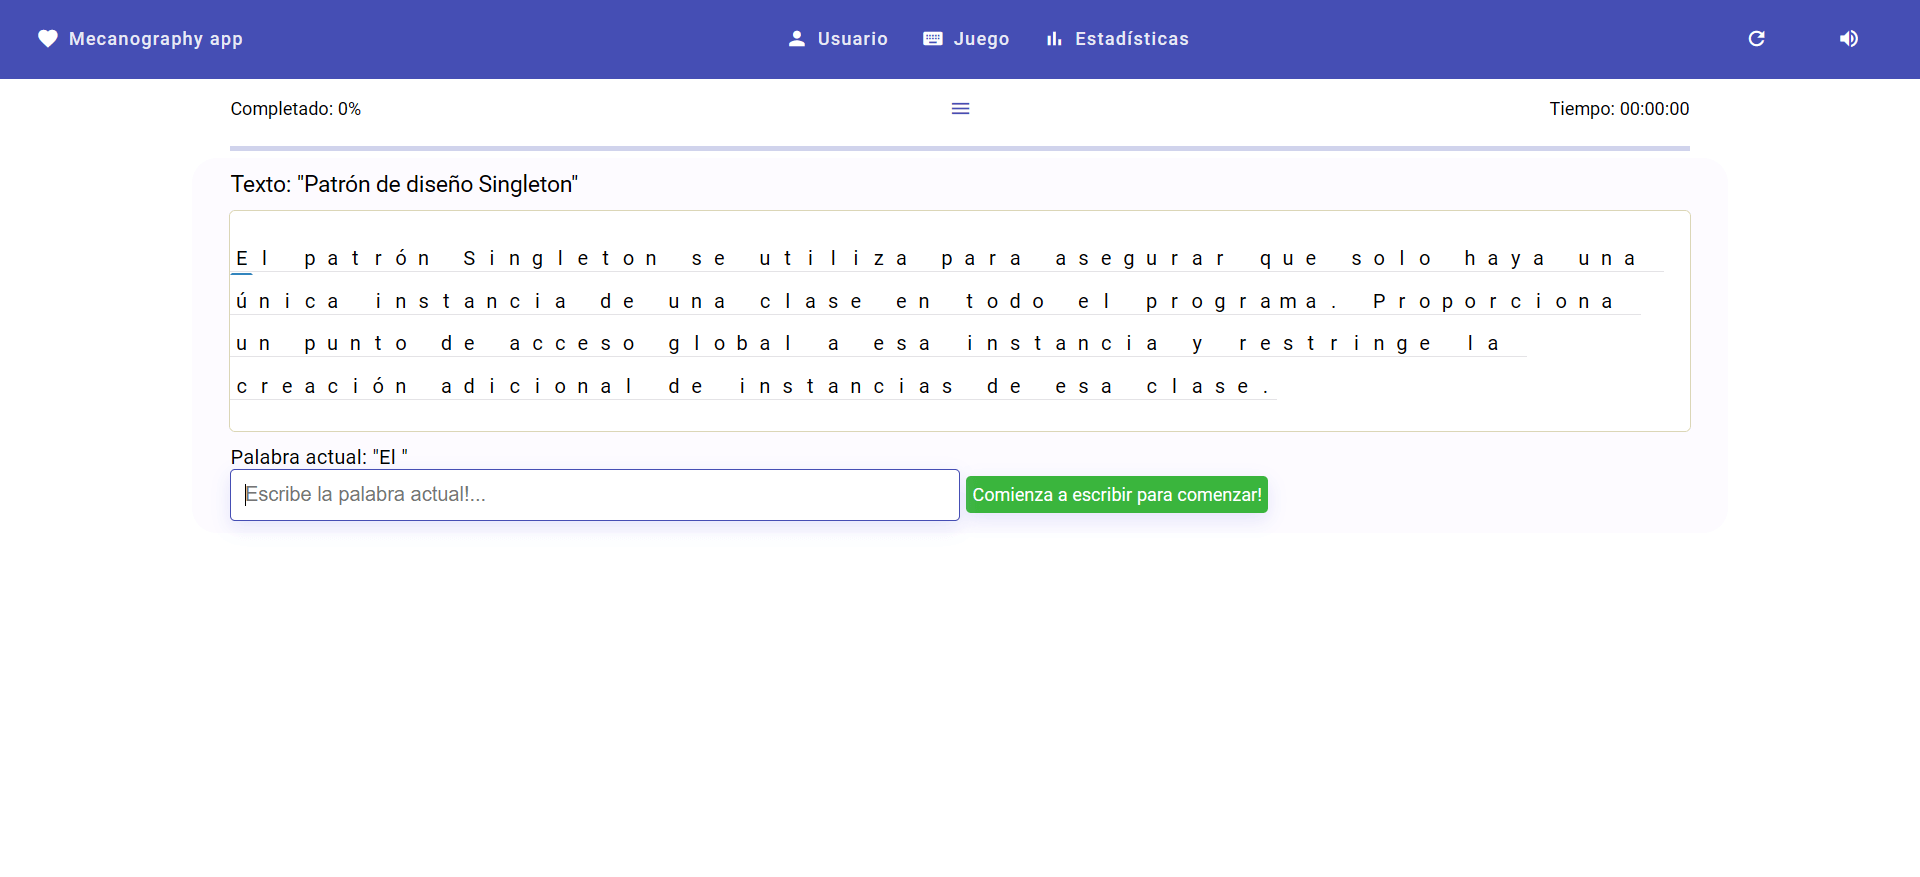 Mecanography app
Usuario
Juego
Estadísticas
Completado: 0%
Tiempo: 00:00:00
Texto: "Patrón de diseño Singleton"
El patrón Singleton se utiliza para asegurar que solo haya una
única instancia de una clase en todo el programa. Proporciona
un punto de acceso global a esa instancia y restringe la
creación adicional de instancias de esa clase.
Palabra actual: "El "
Escribe la palabra actual!...
Comienza a escribir para comenzar!